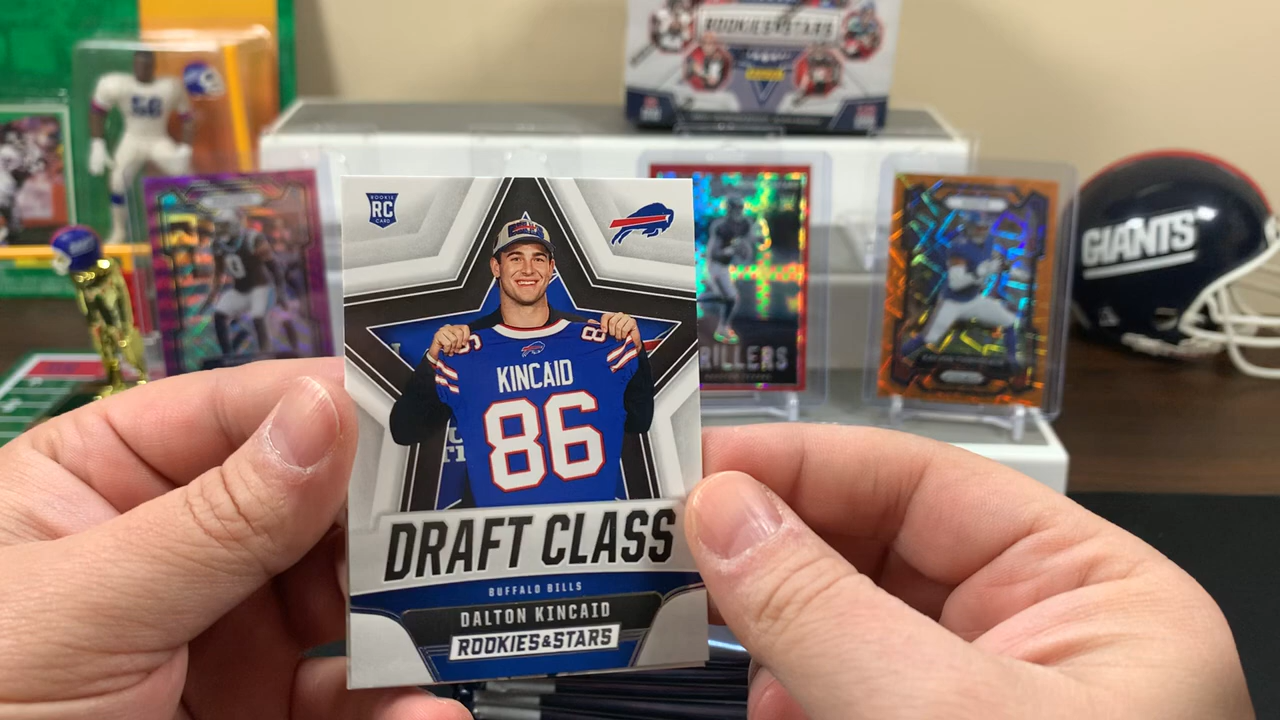 ROOKIES & STARS
56
ROOKIE
RC
CARD
KINCAID
86
86
DRAFT CLASS
BUFFALO BILLS
DALTON KINCAID
ROOKIES & STARS
RILLERS
GIANTS